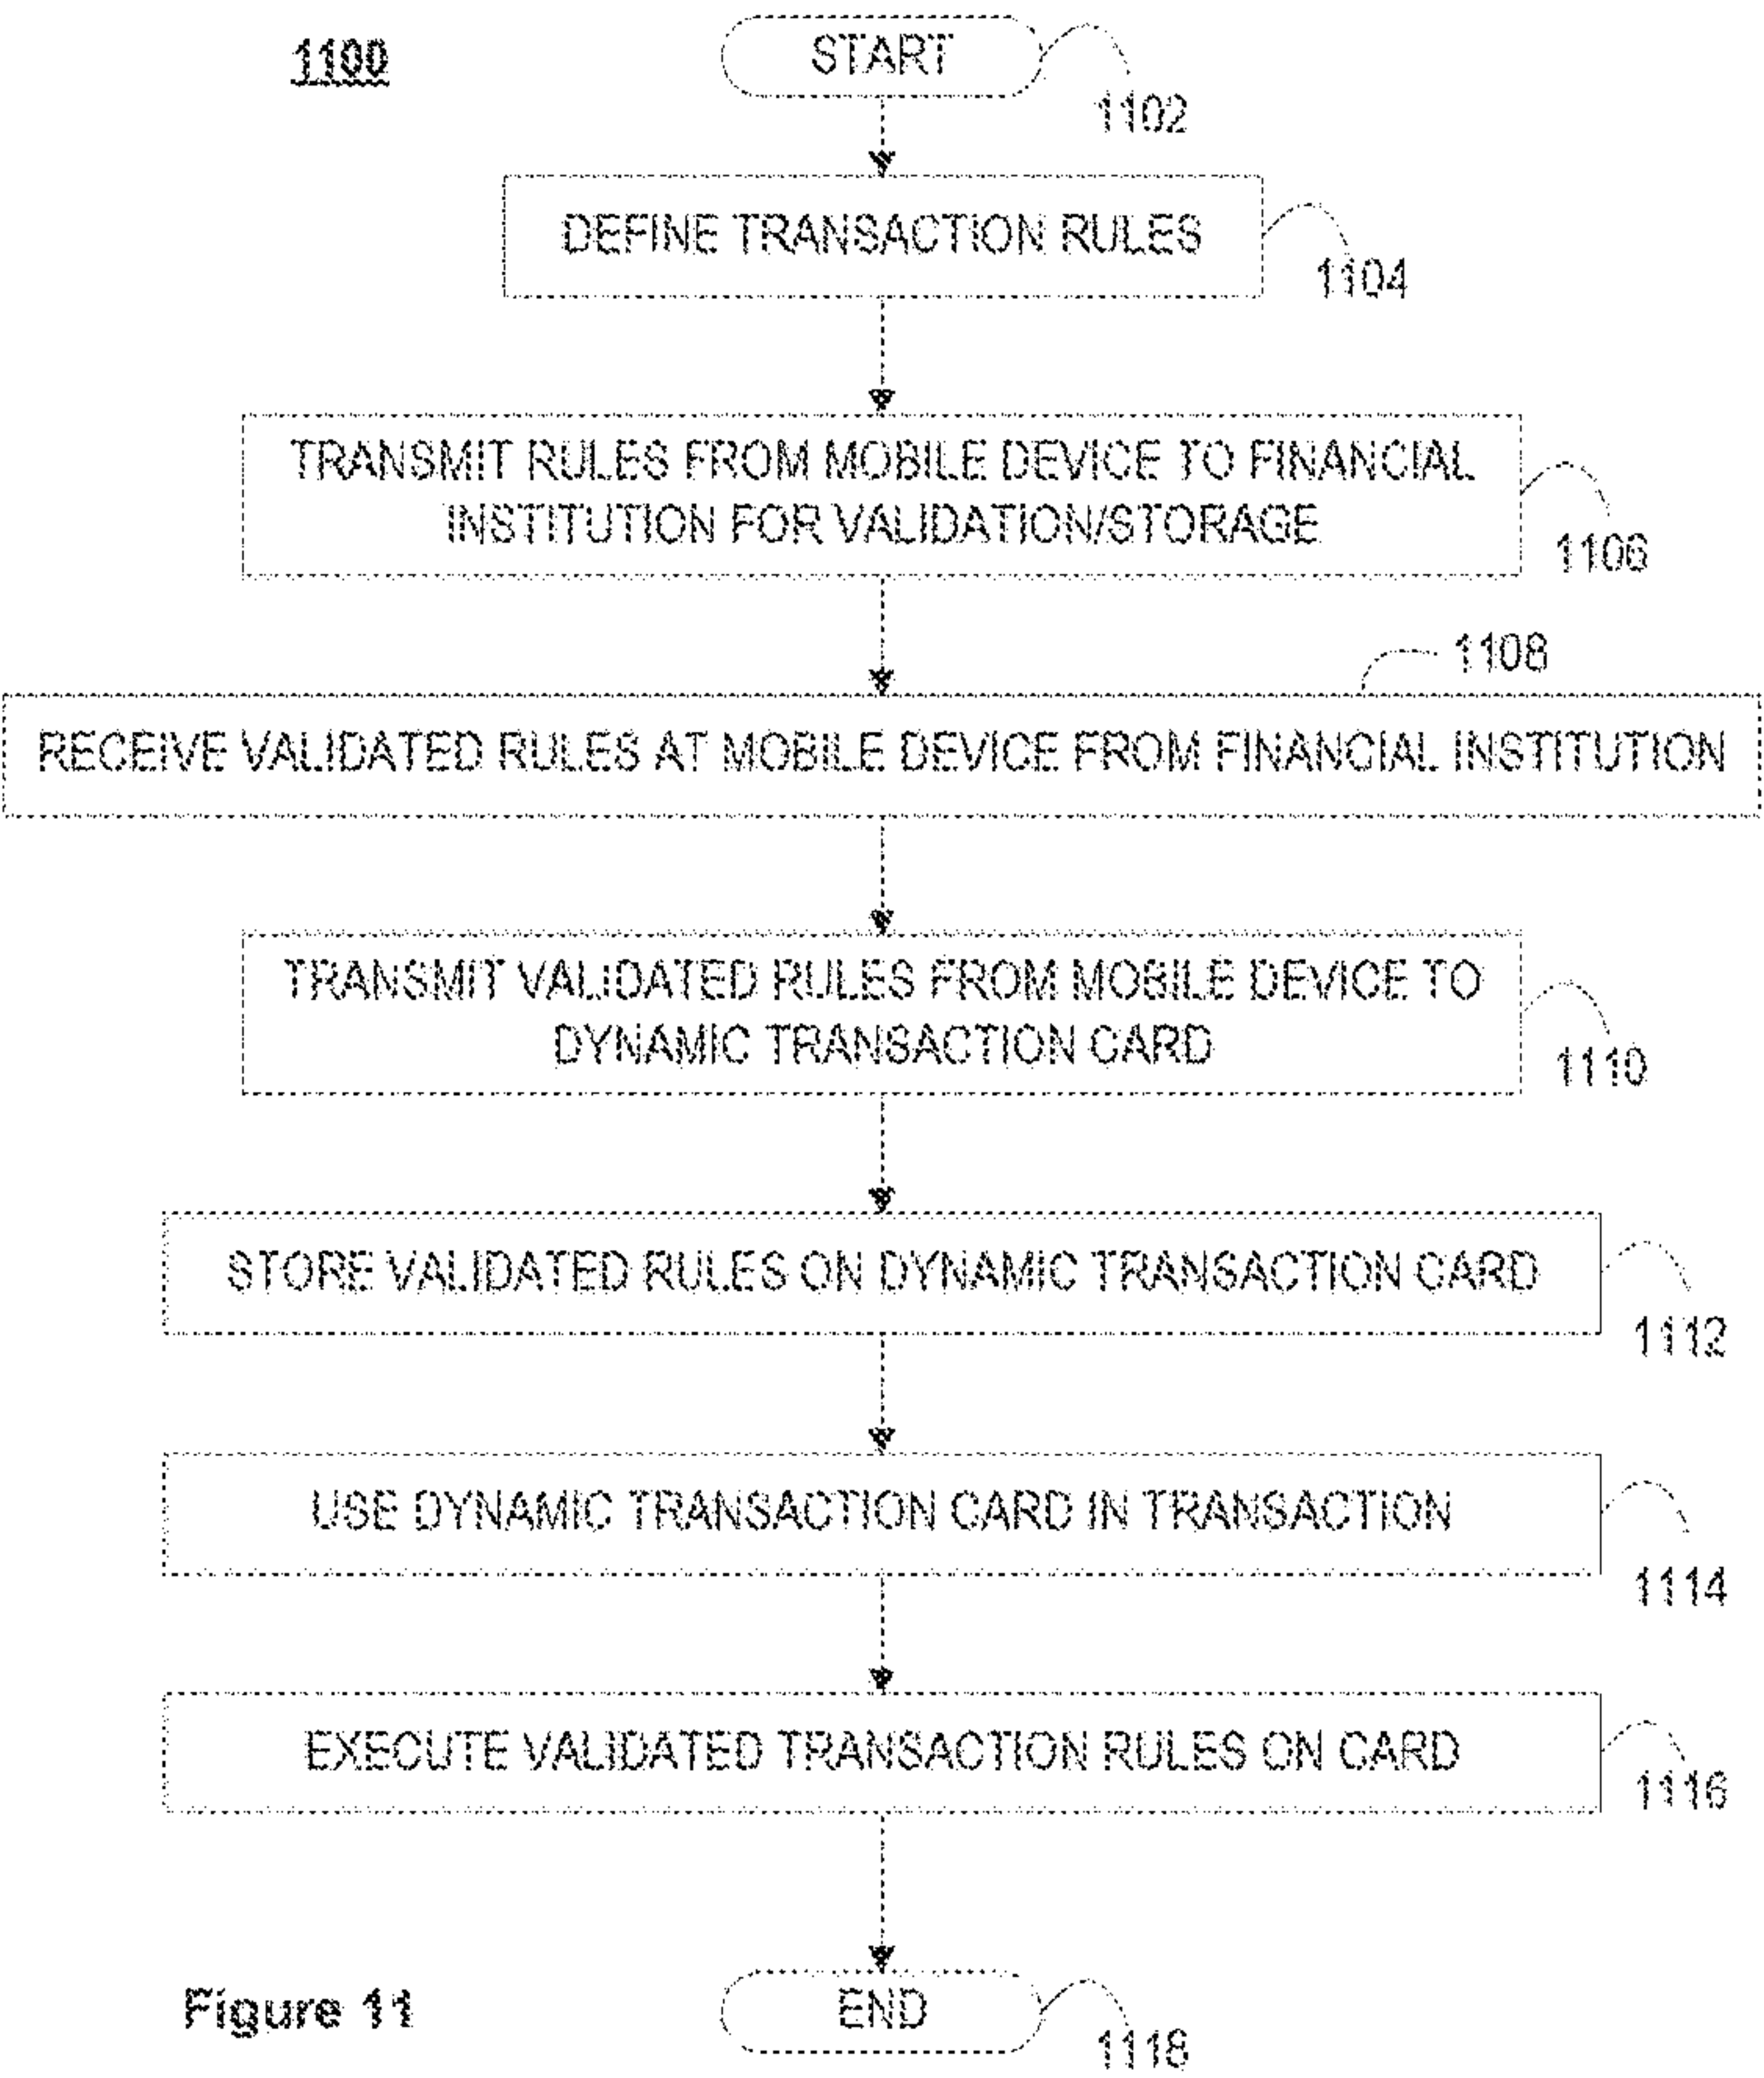 1100
START
1102
DEFINE TRANSACTION RULES
1104
TRANSMIT RULES FROM MOBILE DEVICE TO FINANCIAL
INSTITUTION FOR VALIDATION/STORAGE
1106
1108
RECEIVE VALIDATED RULES AT MOBILE DEVICE FROM FINANCIAL INSTITUTION
TRANSMIT VALIDATED RULES FROM MOBILE DEVICE TO
DYNAMIC TRANSACTION CARD
1110
STORE VALIDATED RULES ON DYNAMIC TRANSACTION CARD
1112
USE DYNAMIC TRANSACTION CARD IN TRANSACTION
1114
EXECUTE VALIDATED TRANSACTION RULES ON CARD
1116
END
1118
Figure 11